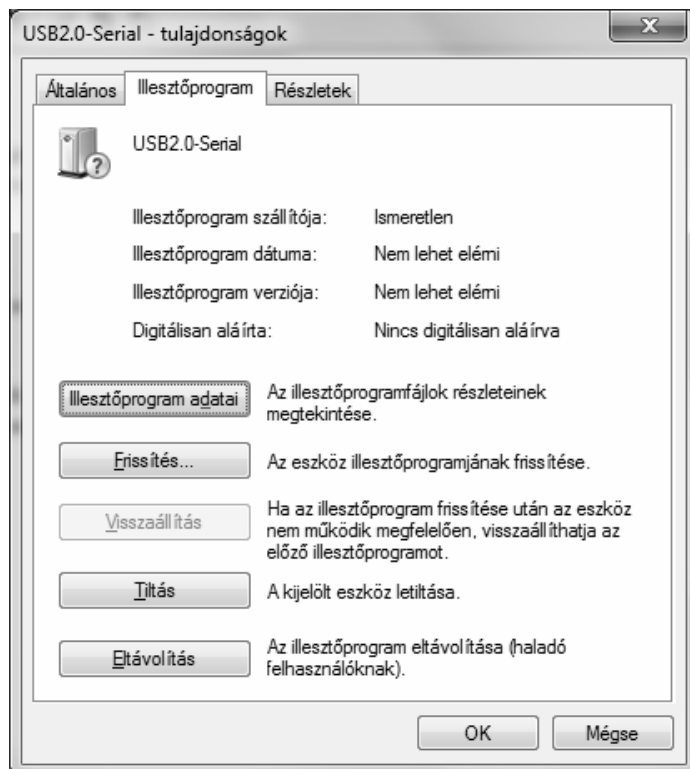 USB2.0-Serial - tulajdonságok
Általános Illesztőprogram Részletek
USB2.0-Serial
Illesztőprogram szállítója: Ismeretlen
Illesztőprogram dátuma: Nem lehet elérni
Illesztőprogram verziója: Nem lehet elérni
Digitálisan aláírta: Nincs digitálisan aláírva
Illesztőprogram adatai
Az illesztőprogramfájlok részleteinek
megtekintése.
Frissítés...
Az eszköz illesztőprogramjának frissítése.
Visszaállítás
Ha az illesztőprogram frissítése után az eszköz
nem működik megfelelően, visszaállíthatja az
előző illesztőprogramot.
Tiltás
A kijelölt eszköz letiltása.
Eltávolítás
Az illesztőprogram eltávolítása (haladó
felhasználóknak).
OK Mégse